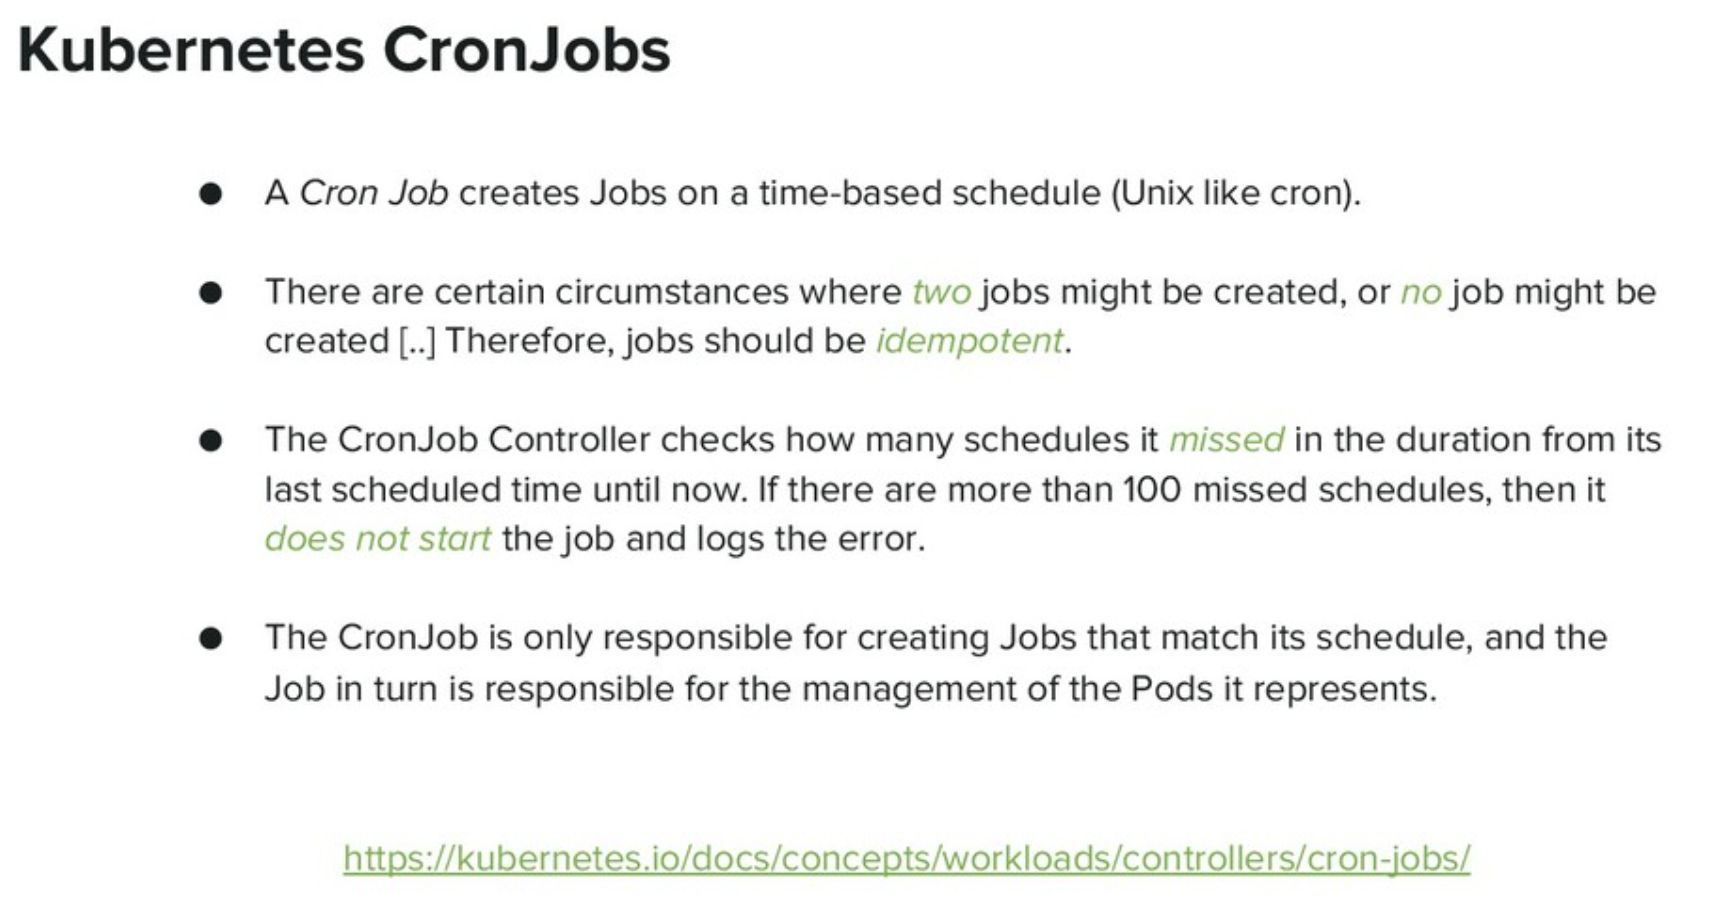 Kubernetes CronJobs
● A Cron Job creates Jobs on a time-based schedule (Unix like cron).
● There are certain circumstances where two jobs might be created, or no job might be
created [..] Therefore, jobs should be idempotent.
● The CronJob Controller checks how many schedules it missed in the duration from its
last scheduled time until now. If there are more than 100 missed schedules, then it
does not start the job and logs the error.
● The CronJob is only responsible for creating Jobs that match its schedule, and the
Job in turn is responsible for the management of the Pods it represents.
https://kubernetes.io/docs/concepts/workloads/controllers/cron-jobs/